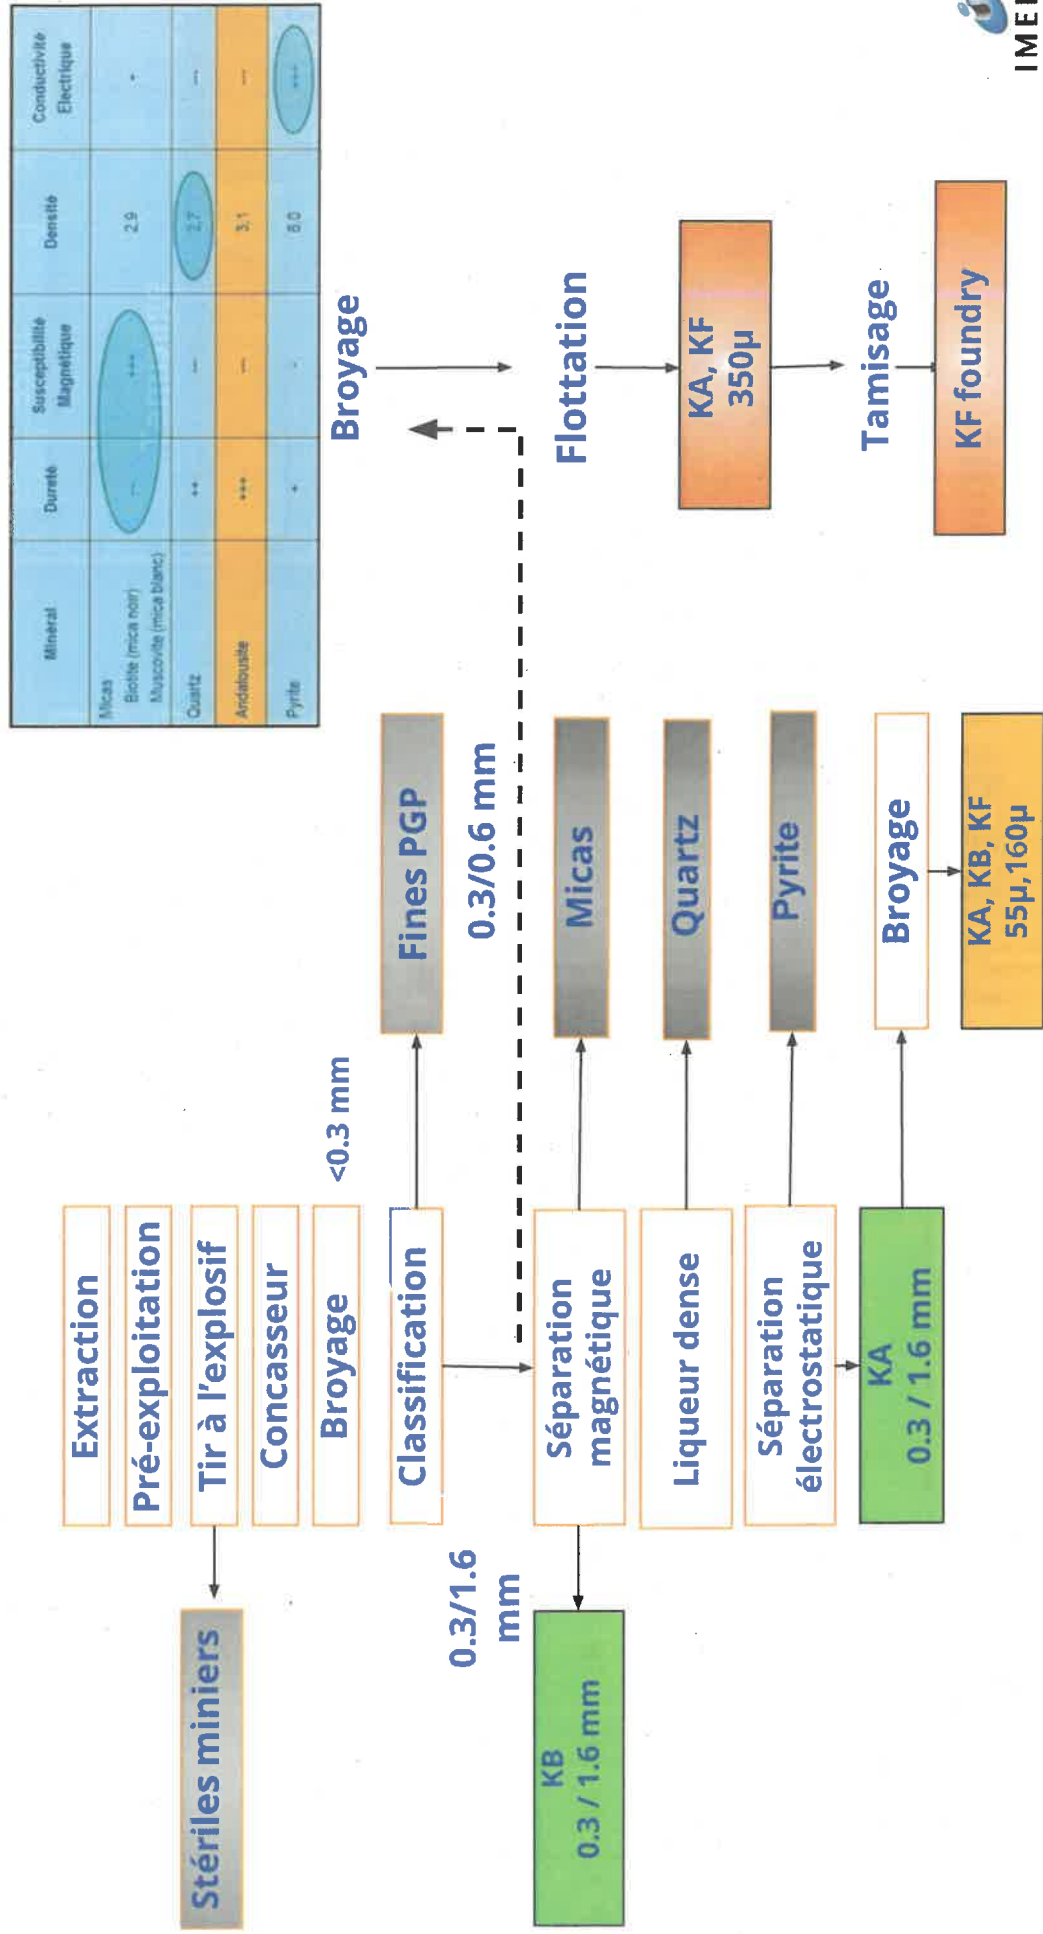 Extraction
Pré-exploitation
Tir à l'explosif
Stériles miniers
Concasseur
Broyage
<0.3 mm
Classification
Fines PGP
0.3/1.6
mm
0.3/0.6 mm
Séparation
magnétique
Micas
KB
0.3 / 1.6 mm
Liqueur dense
Quartz
Séparation
électrostatique
Pyrite
KA
0.3 / 1.6 mm
Broyage
KA, KB, KF
55µ,160µ
Minéral Dureté Susceptibilité Magnétique Densité Conductivité Electrique
Micas
Biotite (mica noir) -- +++ 2,9 +
Muscovite (mica blanc)
Quartz ++ --- 2,7 ---
Andalousite +++ --- 3,1 ---
Pyrite + - 5,0 +++
Broyage
Flottation
KA, KF
350µ
Tamisage
KF foundry